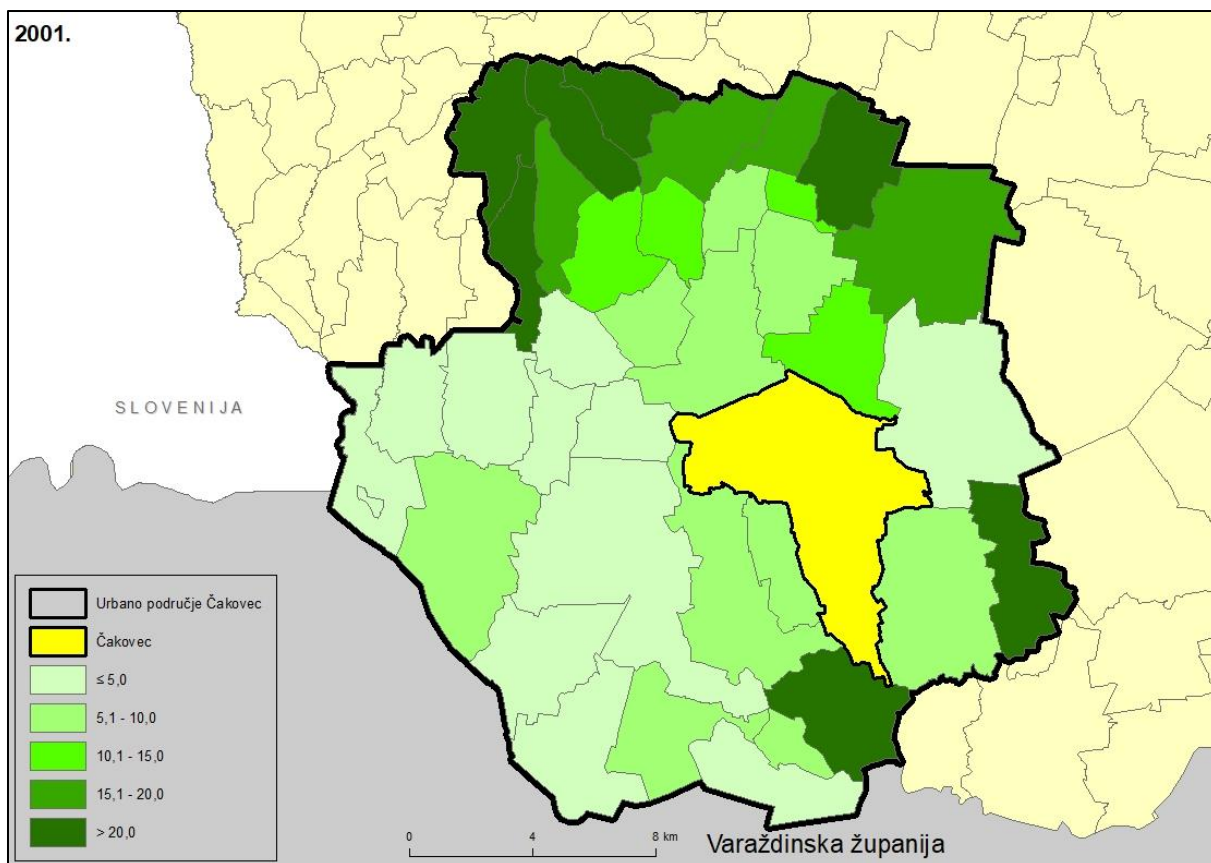 2001.
SLOVENIJA
Urbano područje Čakovec
Čakovec
≤ 5,0
5,1 - 10,0
10,1 - 15,0
15,1 - 20,0
> 20,0
0 4 8 km
Varaždinska županija